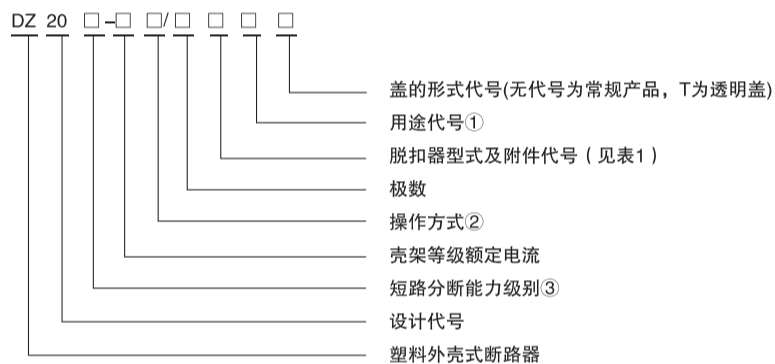 DZ 20 □-□ □/□ □ □ □
盖的形式代号(无代号为常规产品，T为透明盖)
用途代号①
脱扣器型式及附件代号（见表1）
极数
操作方式②
壳架等级额定电流
短路分断能力级别③
设计代号
塑料外壳式断路器